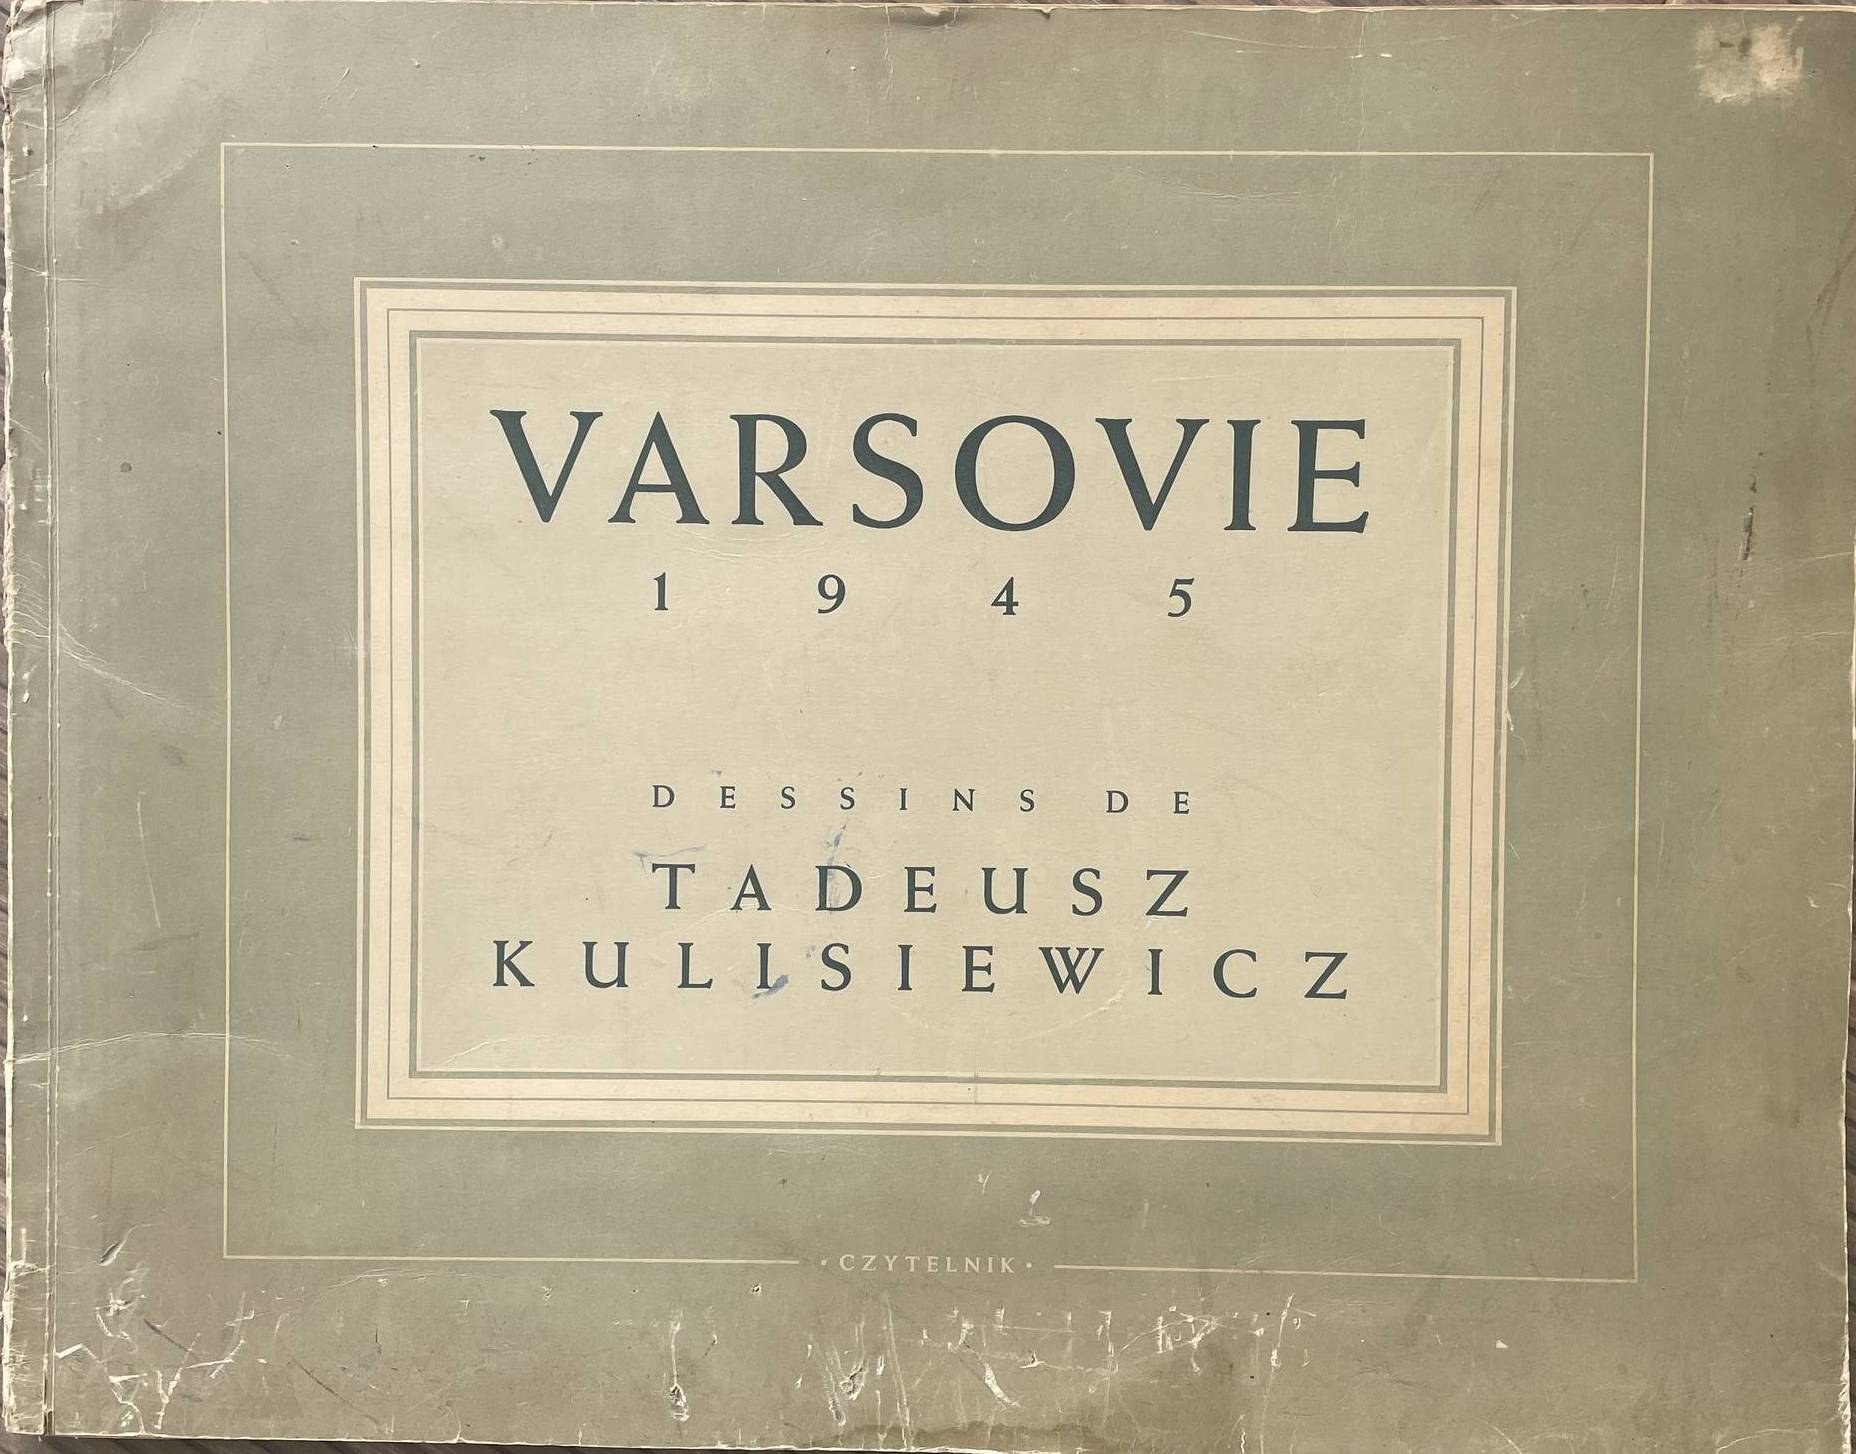 VARSOVIE
1945
DESSINS DE
TADEUSZ
KULISIEWICZ
·CZYTELNIK·